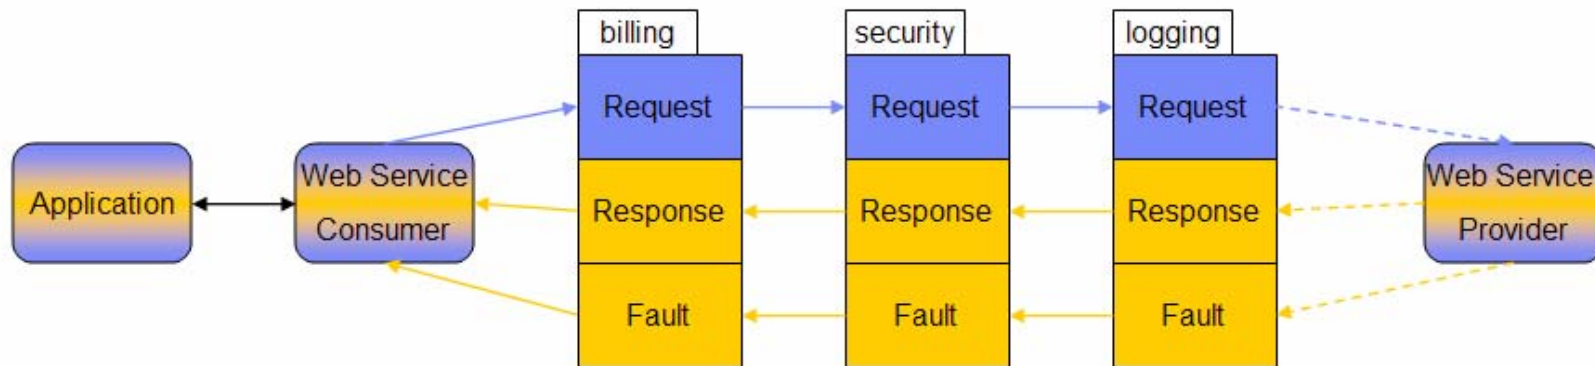 billing
security
logging
Request
Request
Request
Application
Web Service
Consumer
Response
Response
Response
Web Service
Provider
Fault
Fault
Fault